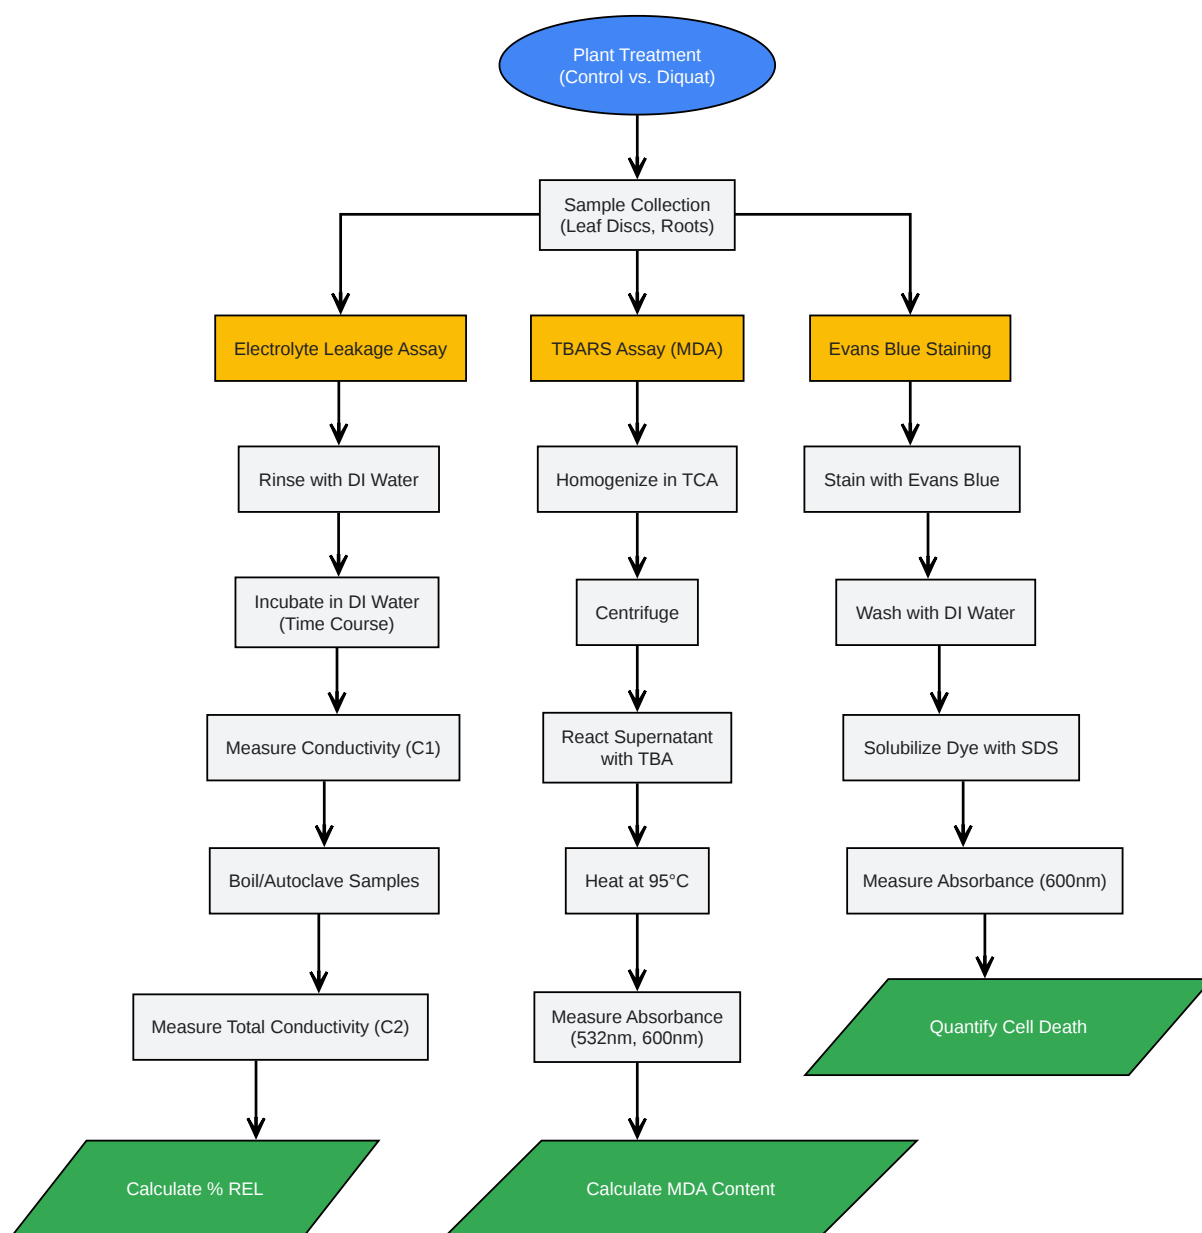 Plant Treatment
(Control vs. Diquat)
Sample Collection
(Leaf Discs, Roots)
Electrolyte Leakage Assay
TBARS Assay (MDA)
Evans Blue Staining
Rinse with DI Water
Homogenize in TCA
Stain with Evans Blue
Incubate in DI Water
(Time Course)
Centrifuge
Wash with DI Water
Measure Conductivity (C1)
React Supernatant
with TBA
Solubilize Dye with SDS
Boil/Autoclave Samples
Heat at 95°C
Measure Absorbance (600nm)
Measure Total Conductivity (C2)
Measure Absorbance
(532nm, 600nm)
Quantify Cell Death
Calculate % REL
Calculate MDA Content